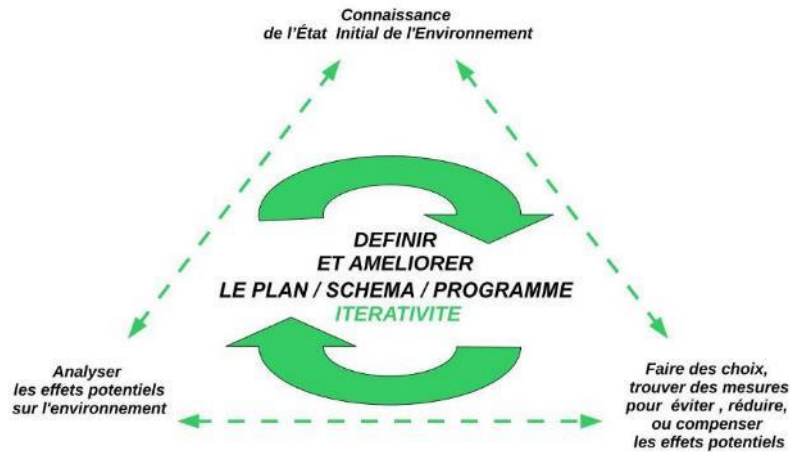 Connaissance
de l'État Initial de l'Environnement
DEFINIR
ET AMELIORER
LE PLAN / SCHEMA / PROGRAMME
ITERATIVITE
Analyser
les effets potentiels
sur l'environnement
Faire des choix,
trouver des mesures
pour éviter , réduire,
ou compenser
les effets potentiels